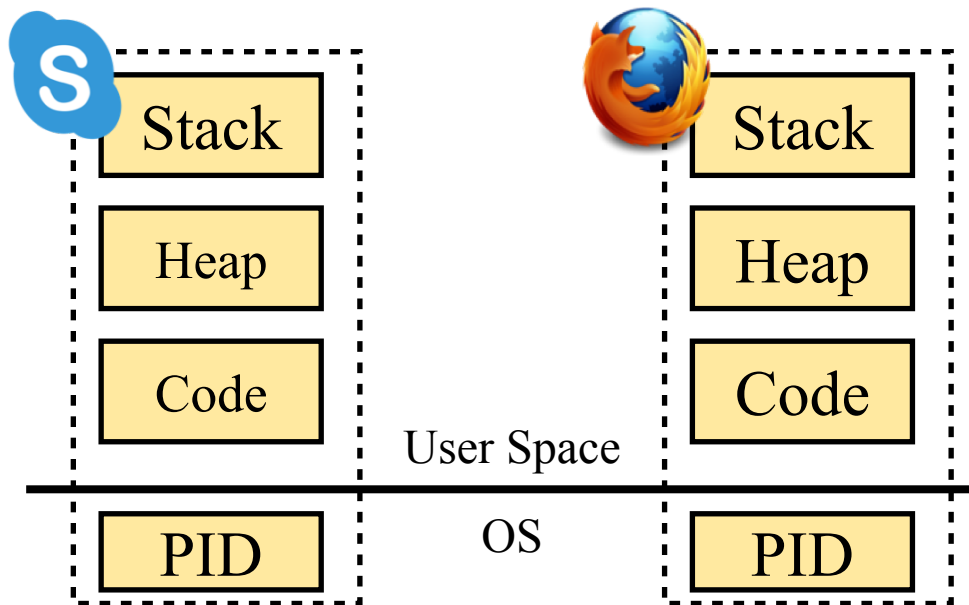 S
Stack
Heap
Code
PID
User Space
OS
Stack
Heap
Code
PID